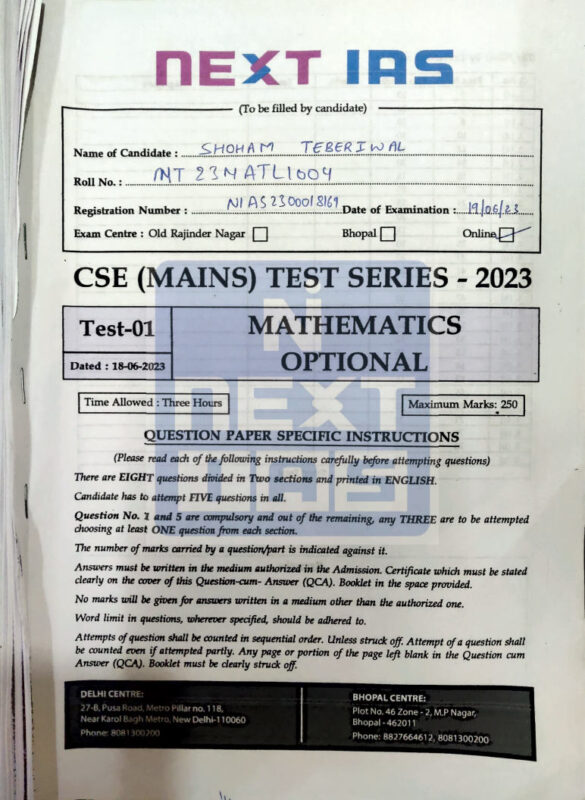 NEXT IAS
(To be filled by candidate)
Name of Candidate : SHOHAM TEBERIWAL
Roll No. : MT 23MATL1004
Registration Number : NIAS2300018169 Date of Examination : 19/06/23
Exam Centre : Old Rajinder Nagar Bhopal Online
CSE (MAINS) TEST SERIES - 2023
Test-01
MATHEMATICS
OPTIONAL
Dated : 18-06-2023
Time Allowed : Three Hours Maximum Marks: 250
QUESTION PAPER SPECIFIC INSTRUCTIONS
(Please read each of the following instructions carefully before attempting questions)
There are EIGHT questions divided in Two sections and printed in ENGLISH.
Candidate has to attempt FIVE questions in all.
Question No. 1 and 5 are compulsory and out of the remaining, any THREE are to be attempted
choosing at least ONE question from each section.
The number of marks carried by a question/part is indicated against it.
Answers must be written in the medium authorized in the Admission. Certificate which must be stated
clearly on the cover of this Question-cum- Answer (QCA). Booklet in the space provided.
No marks will be given for answers written in a medium other than the authorized one.
Word limit in questions, wherever specified, should be adhered to.
Attempts of question shall be counted in sequential order. Unless struck off. Attempt of a question shall
be counted even if attempted partly. Any page or portion of the page left blank in the Question cum
Answer (QCA). Booklet must be clearly struck off.
DELHI CENTRE:
27-B, Pusa Road, Metro Pillar no. 118,
Near Karol Bagh Metro, New Delhi-110060
Phone: 8081300200
BHOPAL CENTRE:
Plot No. 46 Zone - 2, M.P Nagar,
Bhopal - 462011
Phone: 8827664612, 8081300200
N
NEXT
IAS